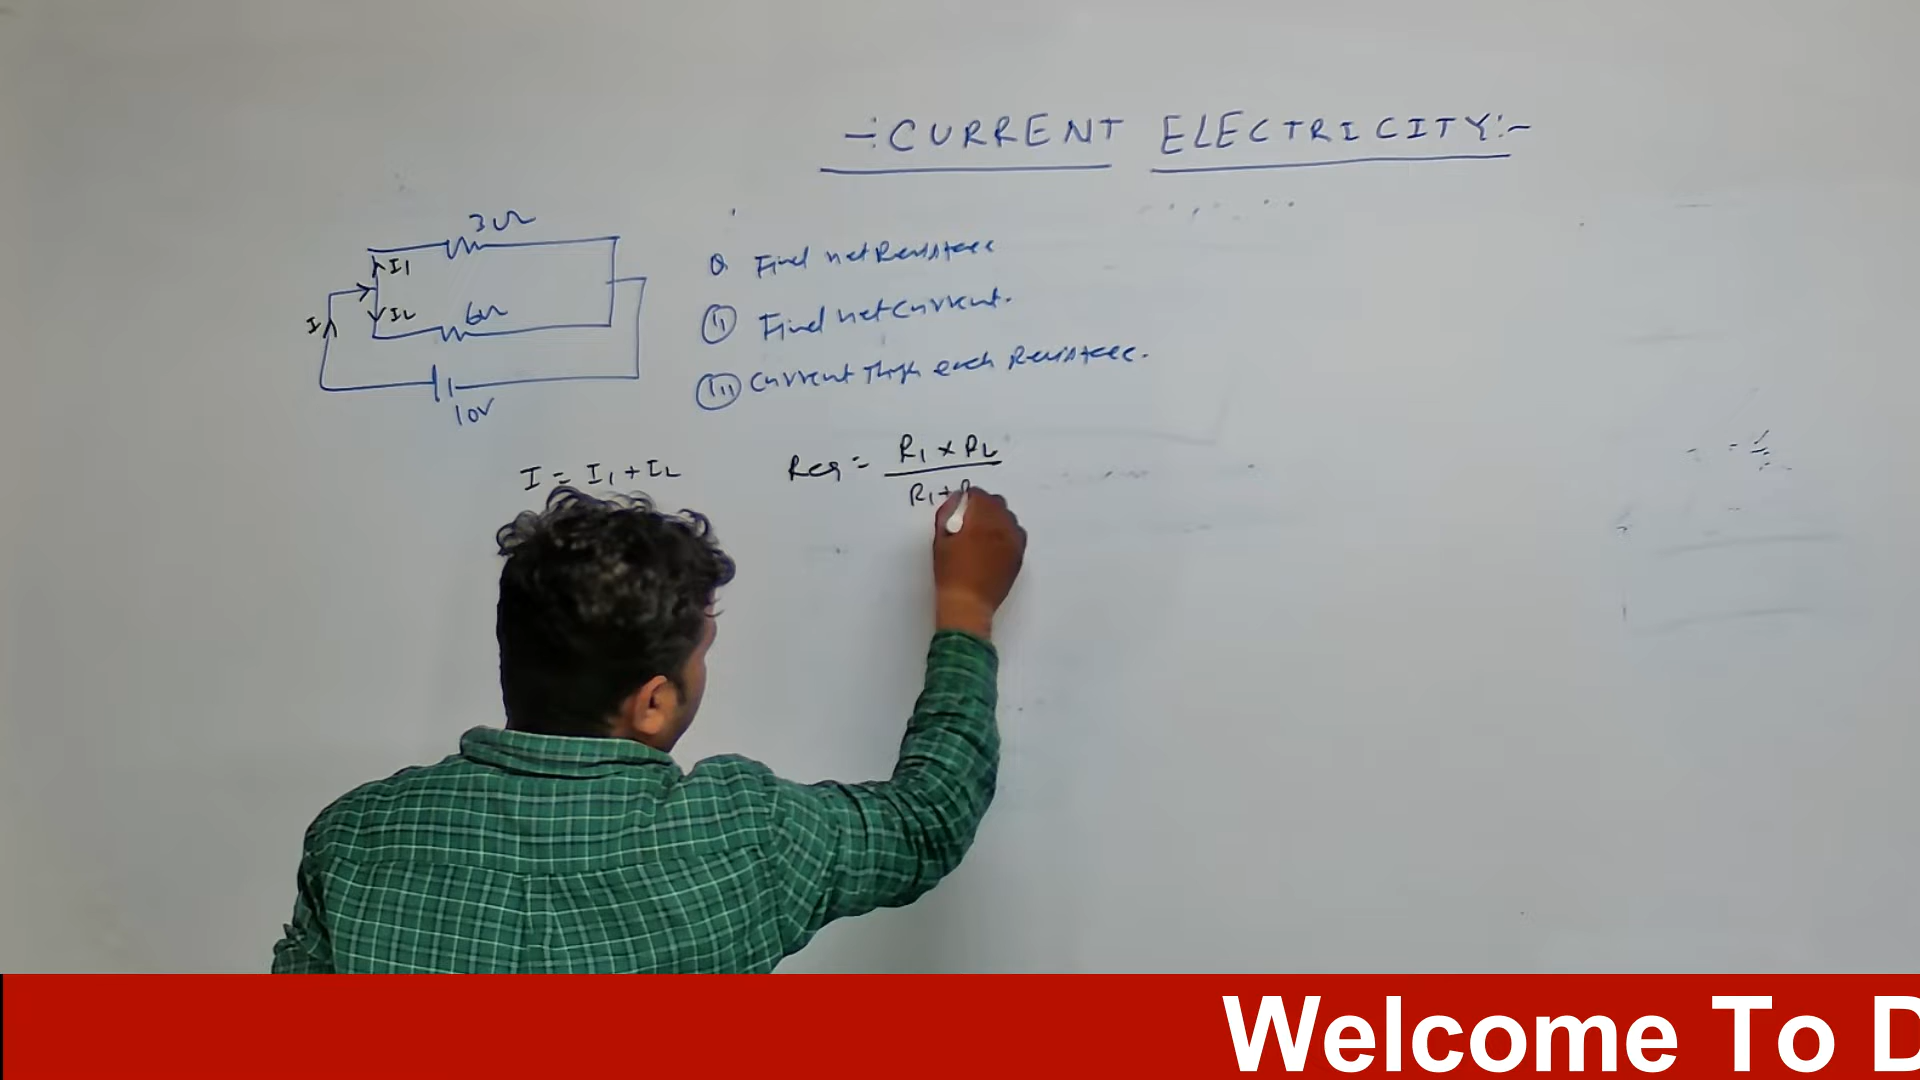 -:CURRENT ELECTRICITY:-
3Ω
I1
I
I2
6Ω
10V
Q Find net Resistance
(ii) Find net current.
(iii) Current through each Resistance.
I = I1 + I2
Req = R1 × R2
R1 + R
Welcome To D